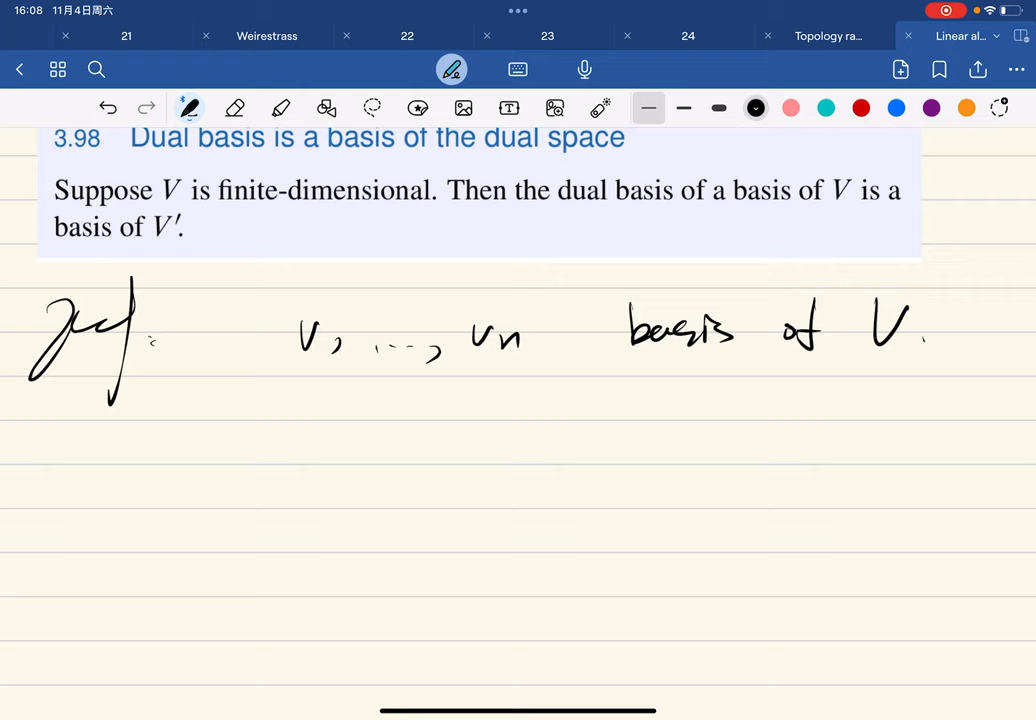 16:08 11月4日周六
21 Weirestrass 22 23 24 Topology ra... Linear al...
3.98 Dual basis is a basis of the dual space
Suppose V is finite-dimensional. Then the dual basis of a basis of V is a
basis of V′.
Proof: v, ..., vn basis of V.